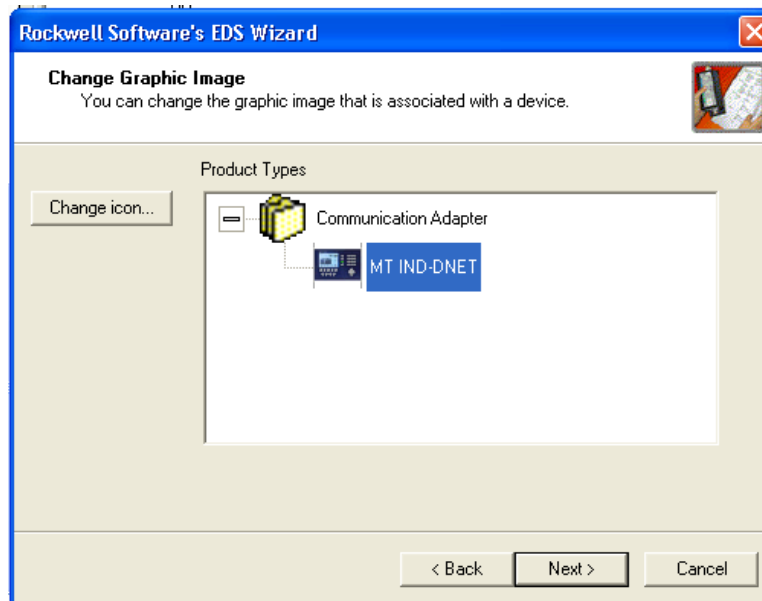 Rockwell Software's EDS Wizard
Change Graphic Image
You can change the graphic image that is associated with a device.
Product Types
Change icon...
Communication Adapter
MT IND-DNET
< Back
Next >
Cancel